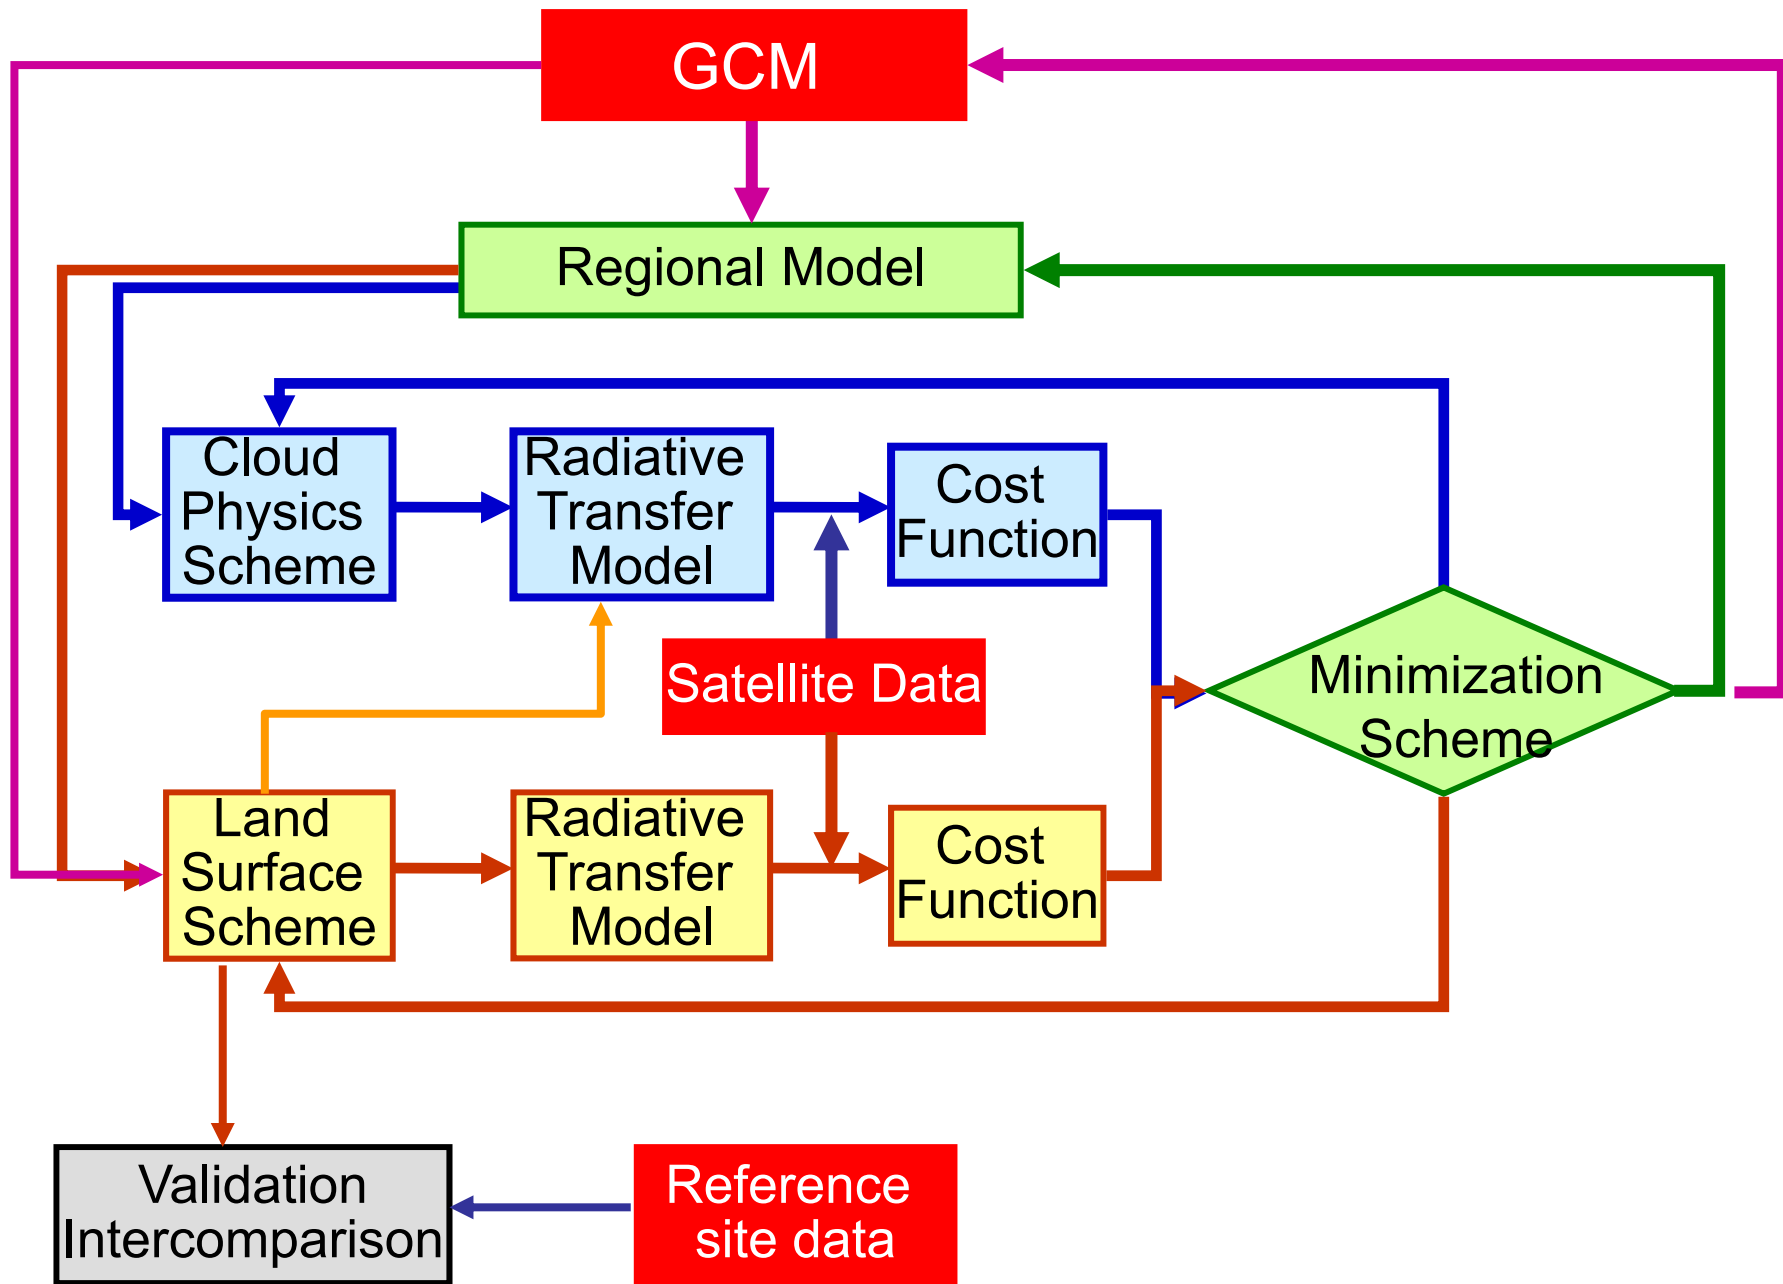 GCM
Regional Model
Cloud
Physics
Scheme
Radiative
Transfer
Model
Cost
Function
Satellite Data
Minimization
Scheme
Land
Surface
Scheme
Radiative
Transfer
Model
Cost
Function
Validation
Intercomparison
Reference
site data